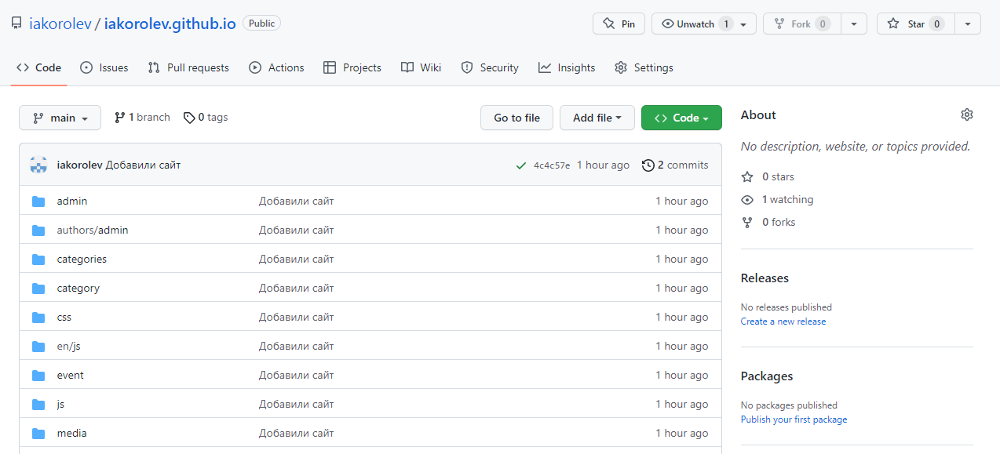 iakorolev / iakorolev.github.io Public
Pin Unwatch 1 Fork 0 Star 0
Code Issues Pull requests Actions Projects Wiki Security Insights Settings
main 1 branch 0 tags Go to file Add file Code
iakorolev Добавили сайт 4c4c57e 1 hour ago 2 commits
admin Добавили сайт 1 hour ago
authors/admin Добавили сайт 1 hour ago
categories Добавили сайт 1 hour ago
category Добавили сайт 1 hour ago
css Добавили сайт 1 hour ago
en/js Добавили сайт 1 hour ago
event Добавили сайт 1 hour ago
js Добавили сайт 1 hour ago
media Добавили сайт 1 hour ago
About
No description, website, or topics provided.
0 stars
1 watching
0 forks
Releases
No releases published
Create a new release
Packages
No packages published
Publish your first package